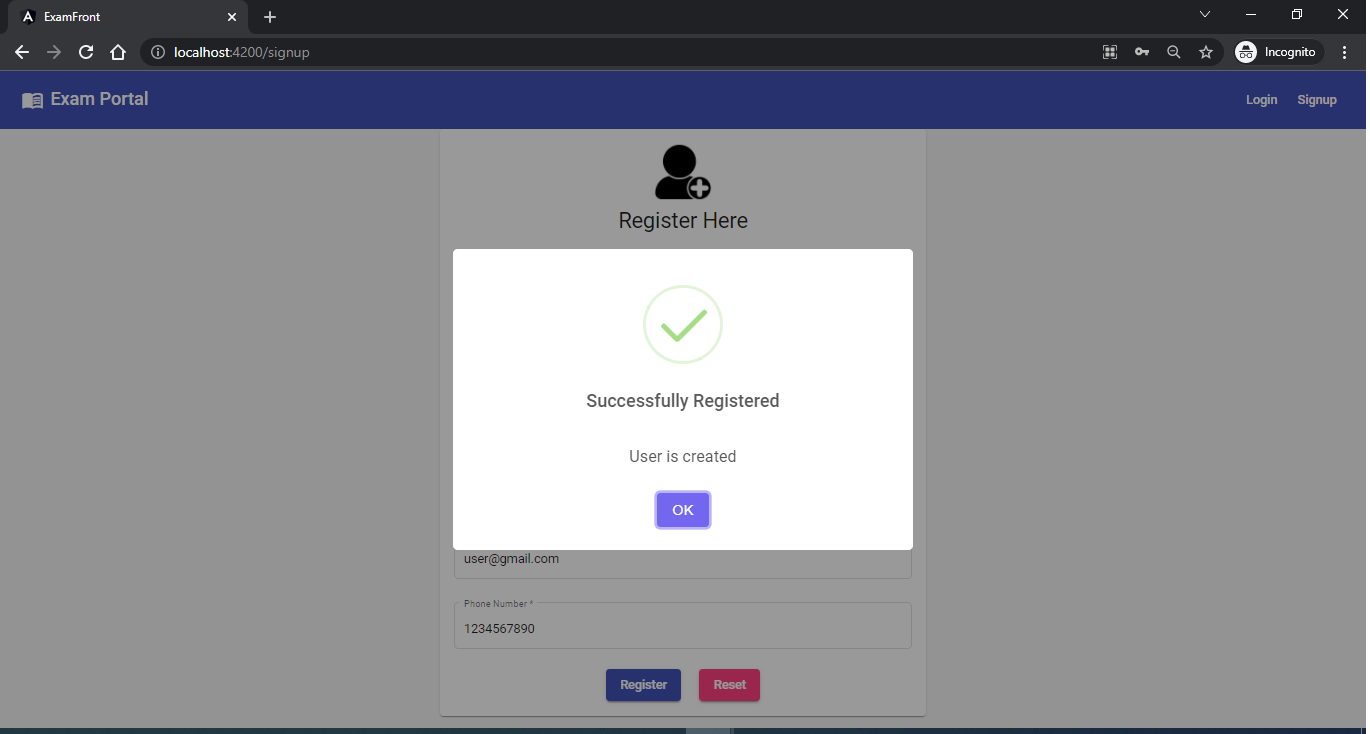 ExamFront
localhost:4200/signup
Incognito
Exam Portal
Login
Signup
Register Here
Successfully Registered
User is created
OK
user@gmail.com
Phone Number *
1234567890
Register
Reset